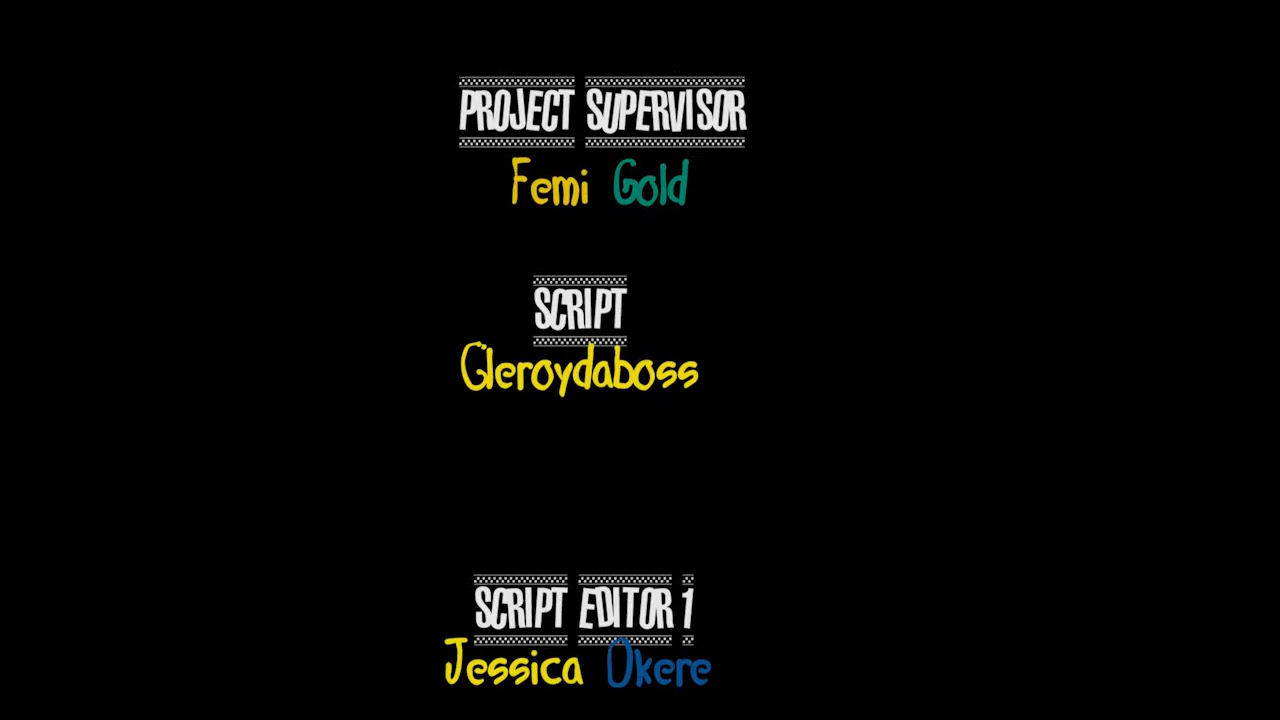 PROJECT SUPERVISOR
Femi Gold
SCRIPT
Gleroydaboss
SCRIPT EDITOR 1
Jessica Okere